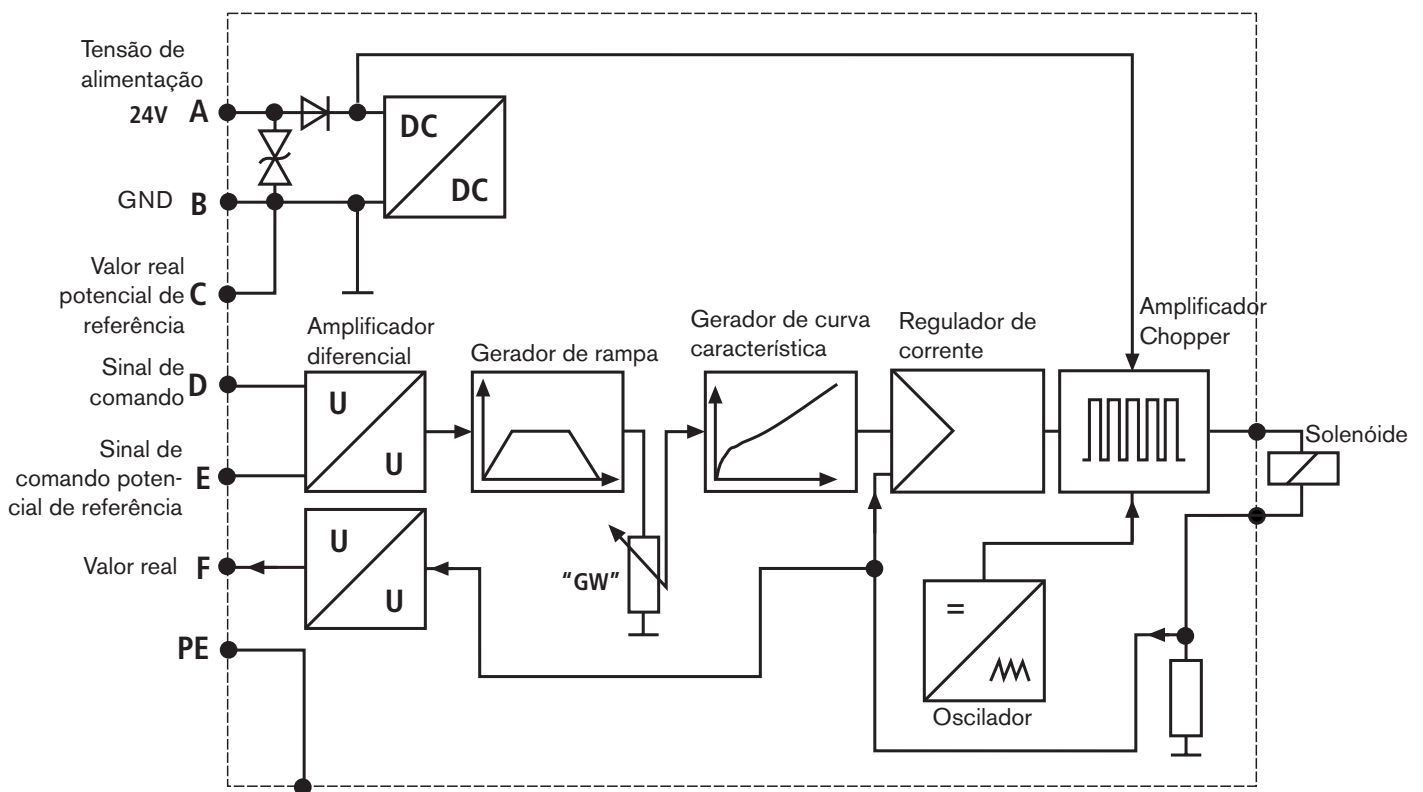 Tensão de
alimentação
24V A
DC
DC
GND B
Valor real
potencial de
referência
C
Sinal de
comando
D
Sinal de
comando poten-
cial de referência
E
Valor real F
PE
Amplificador
diferencial
U
U
U
U
Gerador de rampa
"GW"
Gerador de curva
característica
Regulador de
corrente
Amplificador
Chopper
=
Oscilador
Solenóide